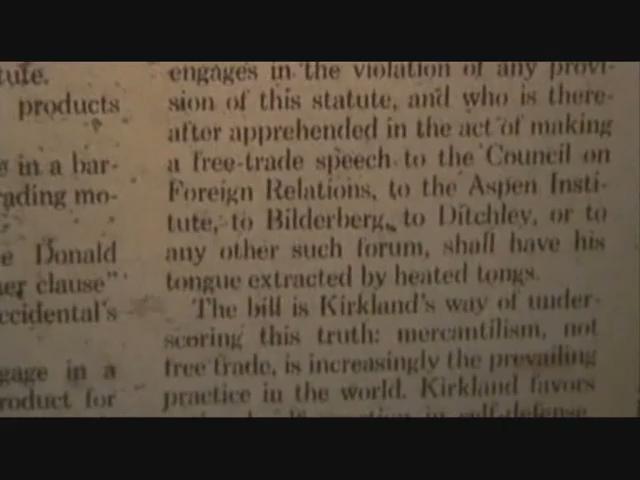 tute.
products
in a bar-
ading mo-
e Donald
er clause"
ccidental's
gage in a
roduct for
engages in the violation of any provi-
sion of this statute, and who is there-
after apprehended in the act of making
a free-trade speech to the Council on
Foreign Relations, to the Aspen Insti-
tute, to Bilderberg, to Ditchley, or to
any other such forum, shall have his
tongue extracted by heated tongs.
The bill is Kirkland's way of under-
scoring this truth: mercantilism, not
free trade, is increasingly the prevailing
practice in the world. Kirkland favors
in self-defense